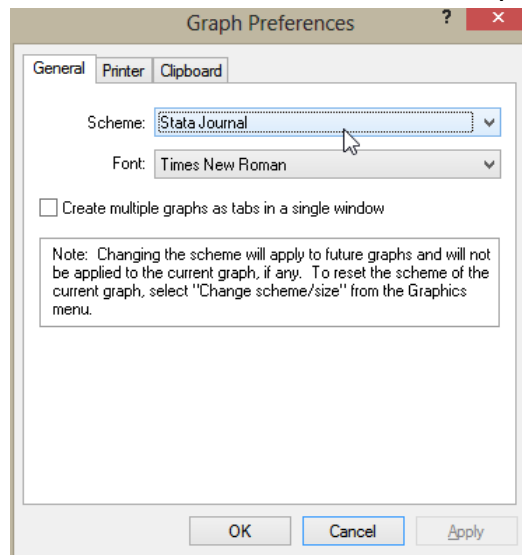 Graph Preferences ? ×
General Printer Clipboard
Scheme: Stata Journal
Font: Times New Roman
Create multiple graphs as tabs in a single window
Note: Changing the scheme will apply to future graphs and will not
be applied to the current graph, if any. To reset the scheme of the
current graph, select "Change scheme/size" from the Graphics
menu.
OK Cancel Apply